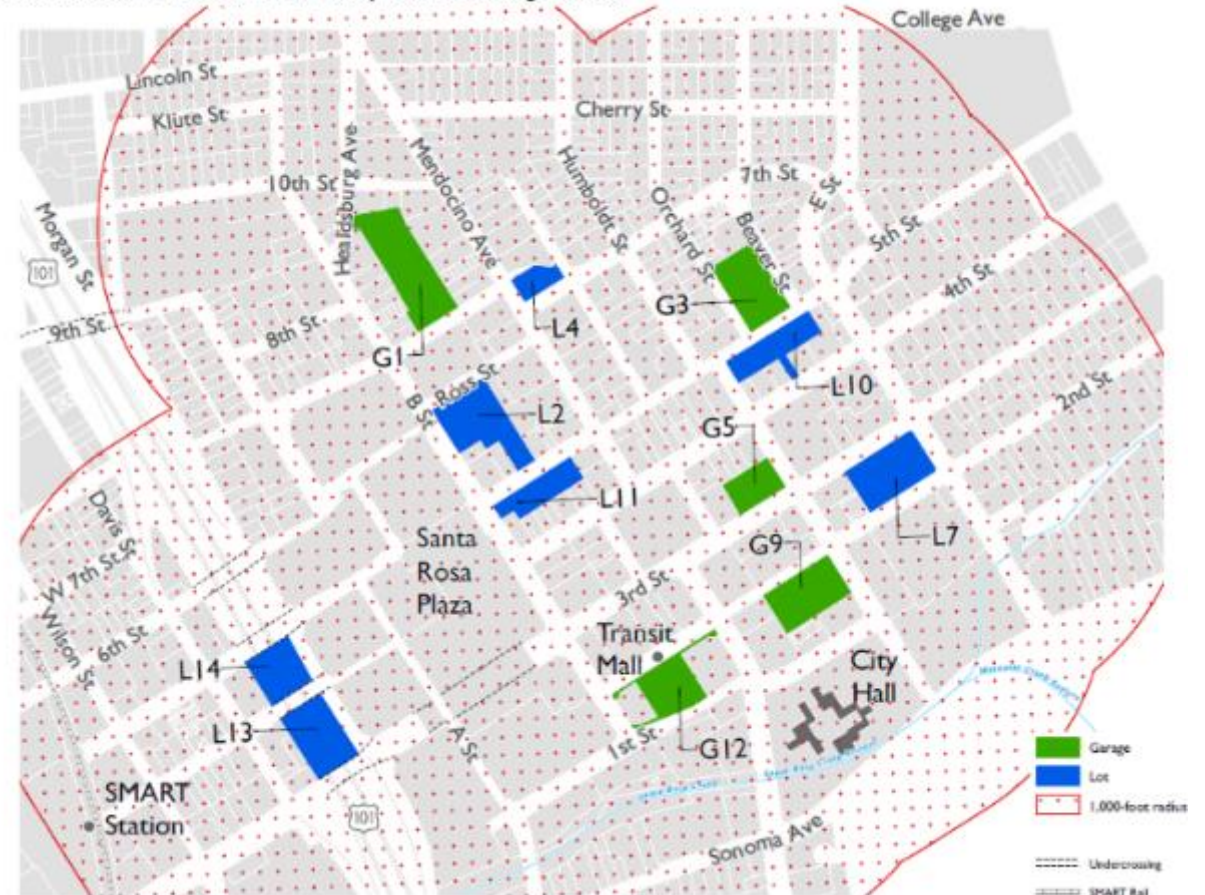 College Ave
Lincoln St
Klute St
Cherry St
Healdsburg Ave
Mendocino Ave
Humboldt St
10th St
7th St
Orchard St
Beaver St
E St
5th St
Morgan St
101
4th St
G3
L4
9th St
8th St
G1
Ross St
L10
2nd St
B St
L2
G5
L11
Davis St
L7
G9
Santa
Rosa
Plaza
W 7th St
3rd St
Wilson St
6th St
Transit
Mall
City
Hall
L14
L13
A St
1st St
G12
Garage
Lot
1,000-foot radius
SMART
Station
101
Sonoma Ave
Undercrossing
SMART Rail